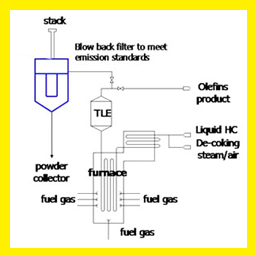 stack
Blow back filter to meet
emission standards
Olefins
product
TLE
Liquid HC
De-coking
steam/air
powder
collector
furnace
fuel gas
fuel gas
fuel gas